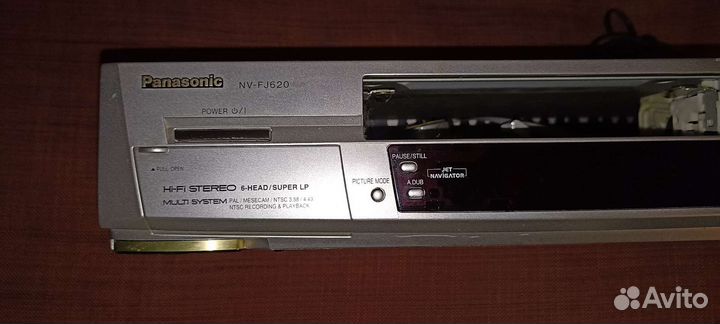 Panasonic NV-FJ620
POWER ⏻/I
▲ PULL OPEN
Hi-Fi STEREO 6-HEAD/SUPER LP
MULTI SYSTEM PAL/MESECAM/NTSC 3.58/4.43
NTSC RECORDING & PLAYBACK
PICTURE MODE
PAUSE/STILL
A.DUB
JET
NAVIGATOR
Avito